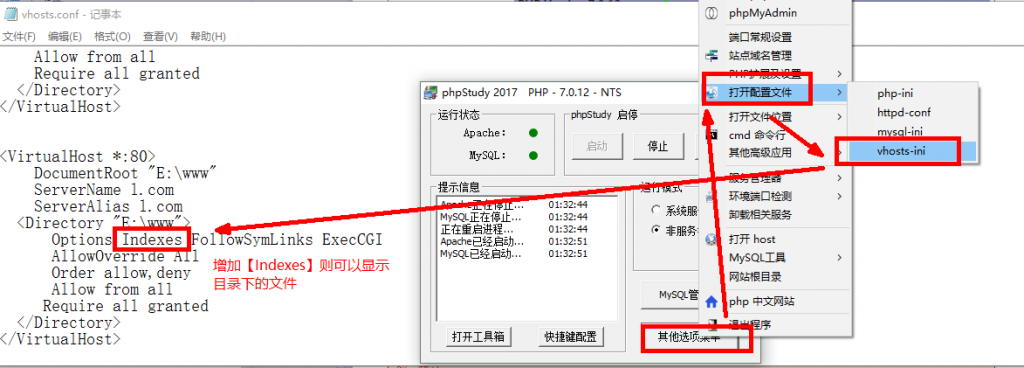 vhosts.conf - 记事本
文件(F) 编辑(E) 格式(O) 查看(V) 帮助(H)
Allow from all
Require all granted
</Directory>
</VirtualHost>
<VirtualHost *:80>
DocumentRoot "E:\www"
ServerName l.com
ServerAlias l.com
<Directory "E:\www">
Options Indexes FollowSymLinks ExecCGI
AllowOverride All
Order allow,deny
Allow from all
Require all granted
</Directory>
</VirtualHost>
增加【Indexes】则可以显示
目录下的文件
phpStudy 2017 PHP - 7.0.12 - NTS
运行状态
Apache:
MySQL:
phpStudy 启停
启动
停止
提示信息
Apache正在停止... 01:32:44
MySQL正在停止... 01:32:44
正在重启进程... 01:32:44
Apache已经启动... 01:32:51
MySQL已经启动... 01:32:51
运行模式
系统服
非服务
MySQL管
打开工具箱
快捷键配置
其他选项菜单
phpMyAdmin
端口常规设置
站点域名管理
PHP扩展及设置
打开配置文件
打开文件位置
cmd 命令行
其他高级应用
服务管理器
环境端口检测
卸载相关服务
打开 host
MySQL工具
网站根目录
php 中文网站
退出程序
php-ini
httpd-conf
mysql-ini
vhosts-ini